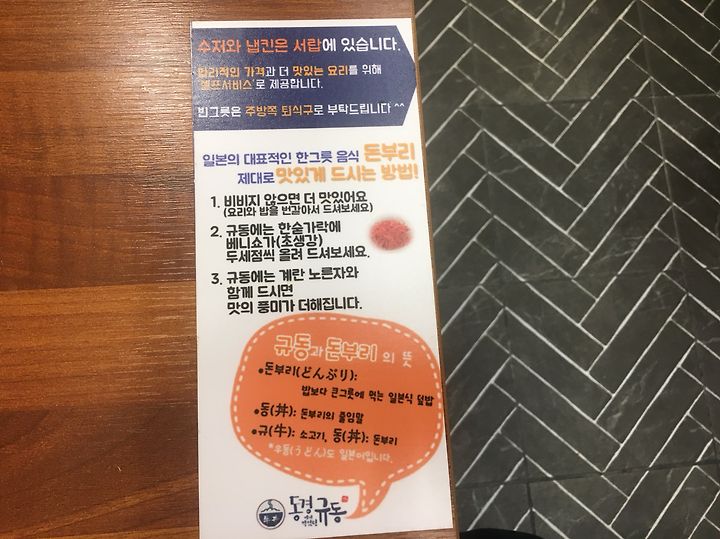 수저와 냅킨은 서랍에 있습니다.
합리적인 가격과 더 맛있는 요리를 위해
'셀프서비스'로 제공합니다.
빈그릇은 주방쪽 퇴식구로 부탁드립니다 ^^
일본의 대표적인 한그릇 음식 돈부리
제대로 맛있게 드시는 방법!
1. 비비지 않으면 더 맛있어요
(요리와 밥을 번갈아서 드셔보세요)
2. 규동에는 한숟가락에
베니쇼가(초생강)
두세점씩 올려 드셔보세요.
3. 규동에는 계란 노른자와
함께 드시면
맛의 풍미가 더해집니다.
규동과 돈부리의 뜻
•돈부리(どんぶり):
밥보다 큰그릇에 먹는 일본식 덮밥
•동(丼): 돈부리의 줄임말
•규(牛): 소고기, 동(丼): 돈부리
*우동(うどん)도 일본어입니다.
동경규동